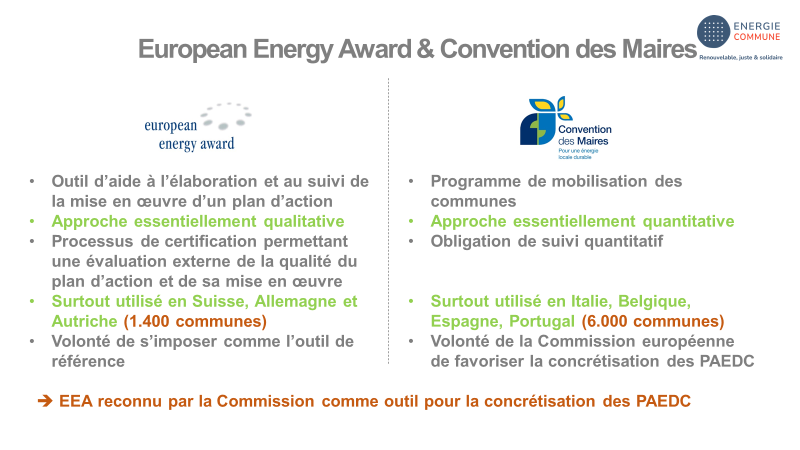 European Energy Award & Convention des Maires
ENERGIE
COMMUNE
Renouvelable, juste & solidaire
european
energy award
• Outil d’aide à l’élaboration et au suivi de
la mise en œuvre d’un plan d’action
• Approche essentiellement qualitative
• Processus de certification permettant
une évaluation externe de la qualité du
plan d’action et de sa mise en œuvre
• Surtout utilisé en Suisse, Allemagne et
Autriche (1.400 communes)
• Volonté de s’imposer comme l’outil de
référence
Convention
des Maires
Pour une énergie
locale durable
• Programme de mobilisation des
communes
• Approche essentiellement quantitative
• Obligation de suivi quantitatif
• Surtout utilisé en Italie, Belgique,
Espagne, Portugal (6.000 communes)
• Volonté de la Commission européenne
de favoriser la concrétisation des PAEDC
➔ EEA reconnu par la Commission comme outil pour la concrétisation des PAEDC